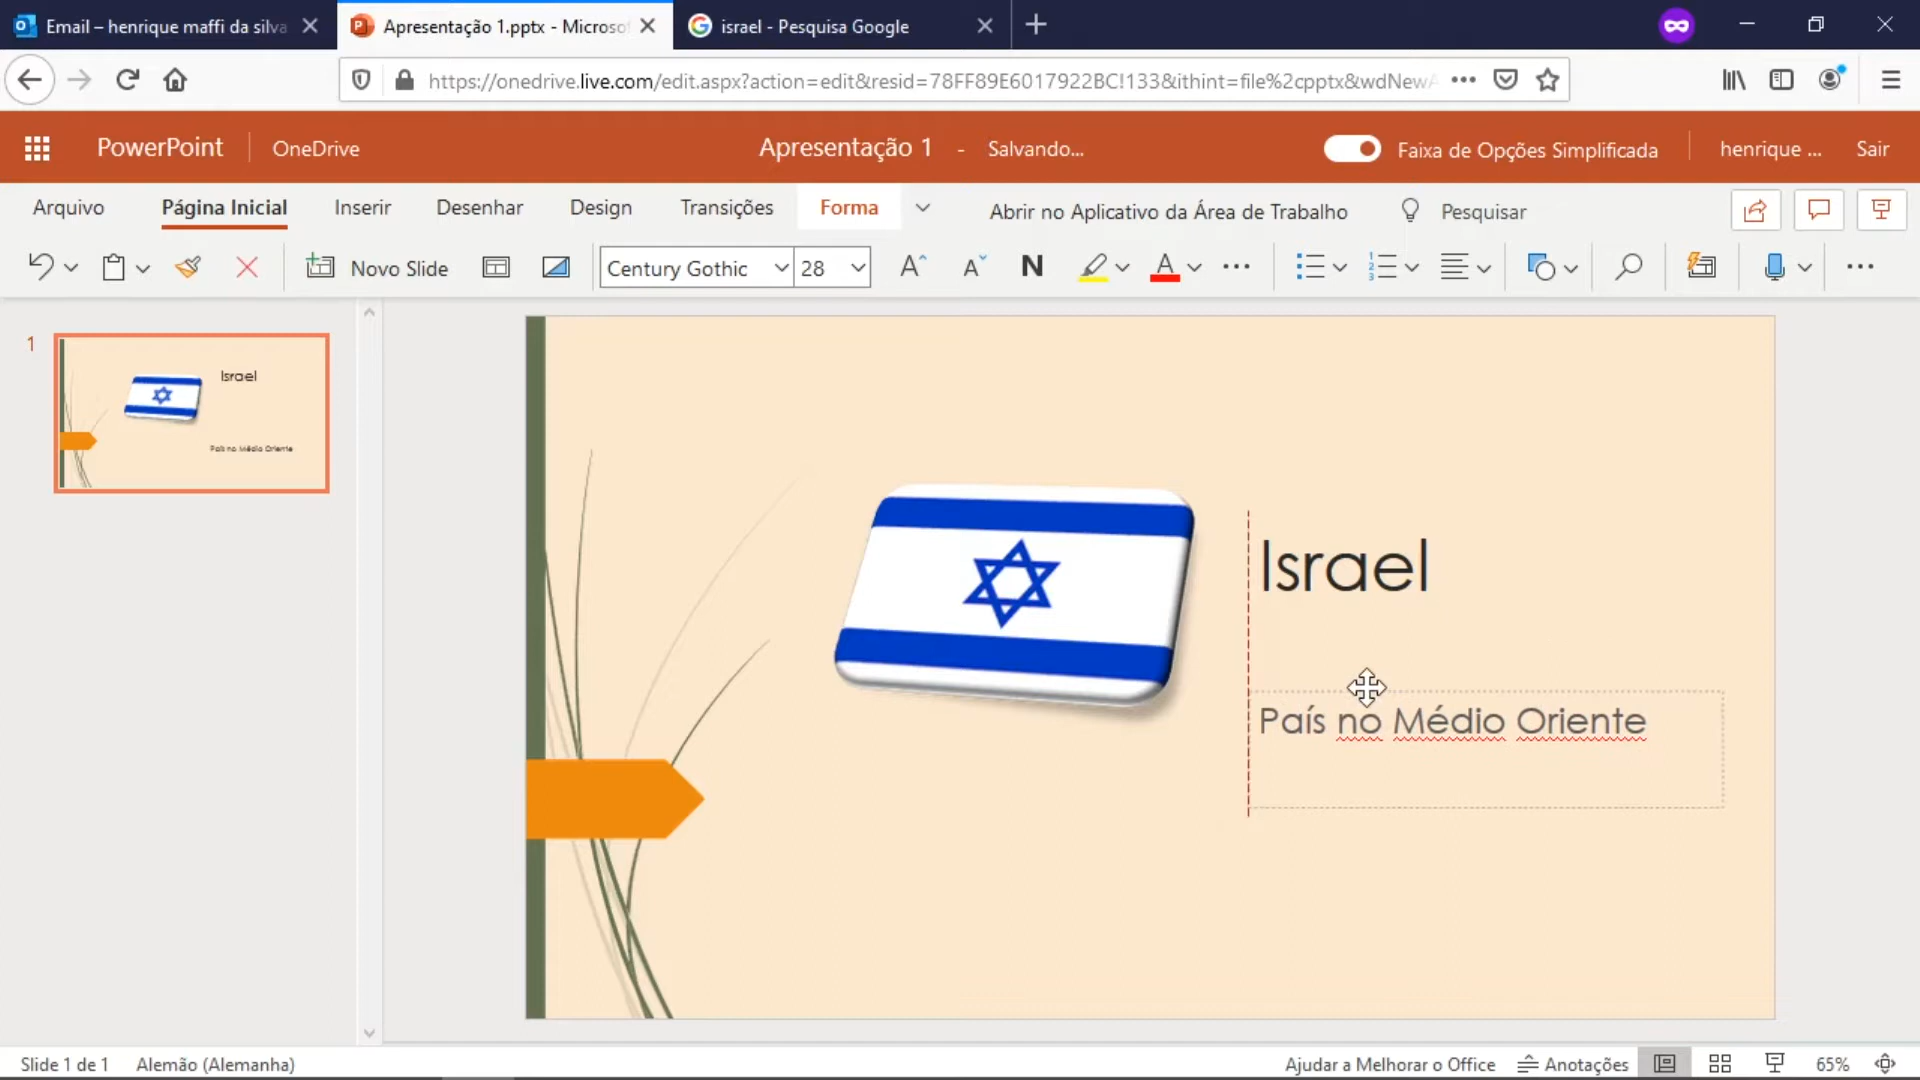 Email – henrique maffi da silva
Apresentação 1.pptx - Microso
israel - Pesquisa Google
https://onedrive.live.com/edit.aspx?action=edit&resid=78FF89E6017922BC!133&ithint=file%2cpptx&wdNewA
PowerPoint
OneDrive
Apresentação 1 - Salvando...
Faixa de Opções Simplificada
henrique ...
Sair
Arquivo
Página Inicial
Inserir
Desenhar
Design
Transições
Forma
Abrir no Aplicativo da Área de Trabalho
Pesquisar
Novo Slide
Century Gothic
28
N
1
Israel
País no Médio Oriente
Israel
País no Médio Oriente
Slide 1 de 1
Alemão (Alemanha)
Ajudar a Melhorar o Office
Anotações
65%